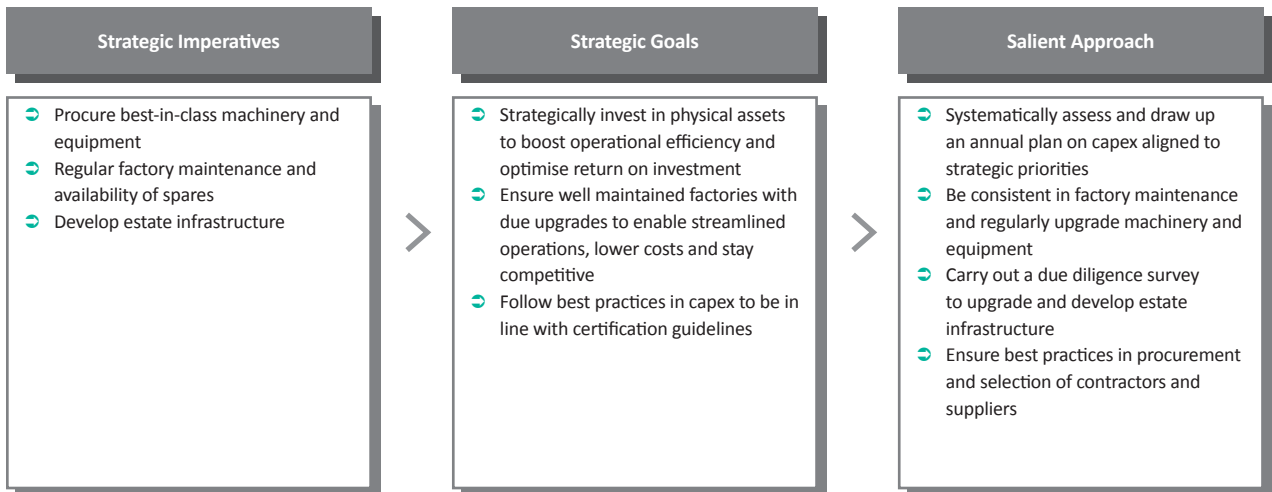 Strategic Imperatives
Procure best-in-class machinery and
equipment
Regular factory maintenance and
availability of spares
Develop estate infrastructure
Strategic Goals
Strategically invest in physical assets
to boost operational efficiency and
optimise return on investment
Ensure well maintained factories with
due upgrades to enable streamlined
operations, lower costs and stay
competitive
Follow best practices in capex to be in
line with certification guidelines
Salient Approach
Systematically assess and draw up
an annual plan on capex aligned to
strategic priorities
Be consistent in factory maintenance
and regularly upgrade machinery and
equipment
Carry out a due diligence survey
to upgrade and develop estate
infrastructure
Ensure best practices in procurement
and selection of contractors and
suppliers